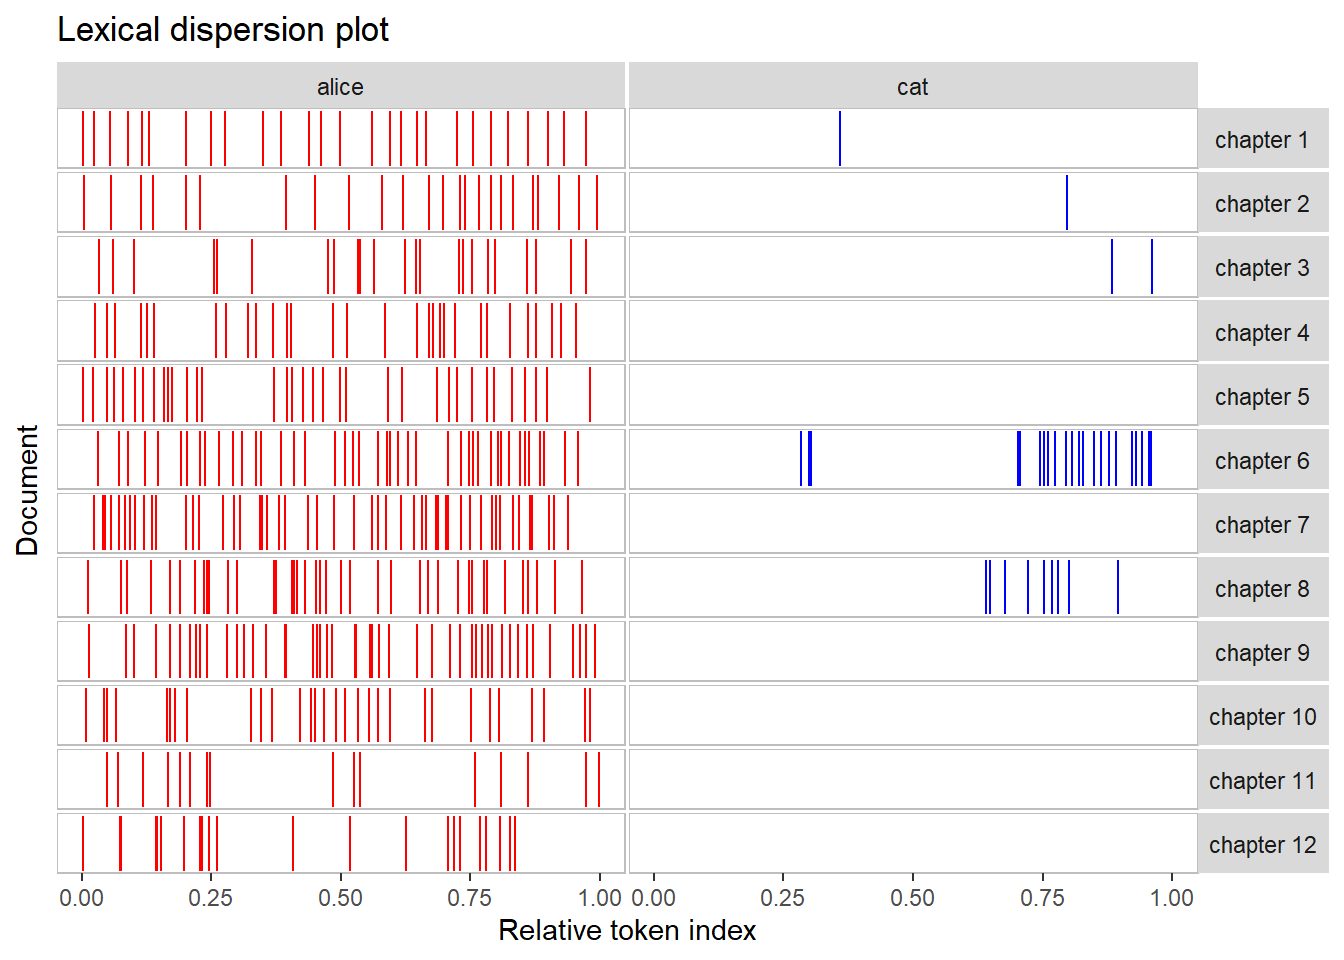 Lexical dispersion plot
alice
cat
chapter 1
chapter 2
chapter 3
chapter 4
chapter 5
chapter 6
chapter 7
chapter 8
chapter 9
chapter 10
chapter 11
chapter 12
Document
0.00 0.25 0.50 0.75 1.00 0.00 0.25 0.50 0.75 1.00
Relative token index